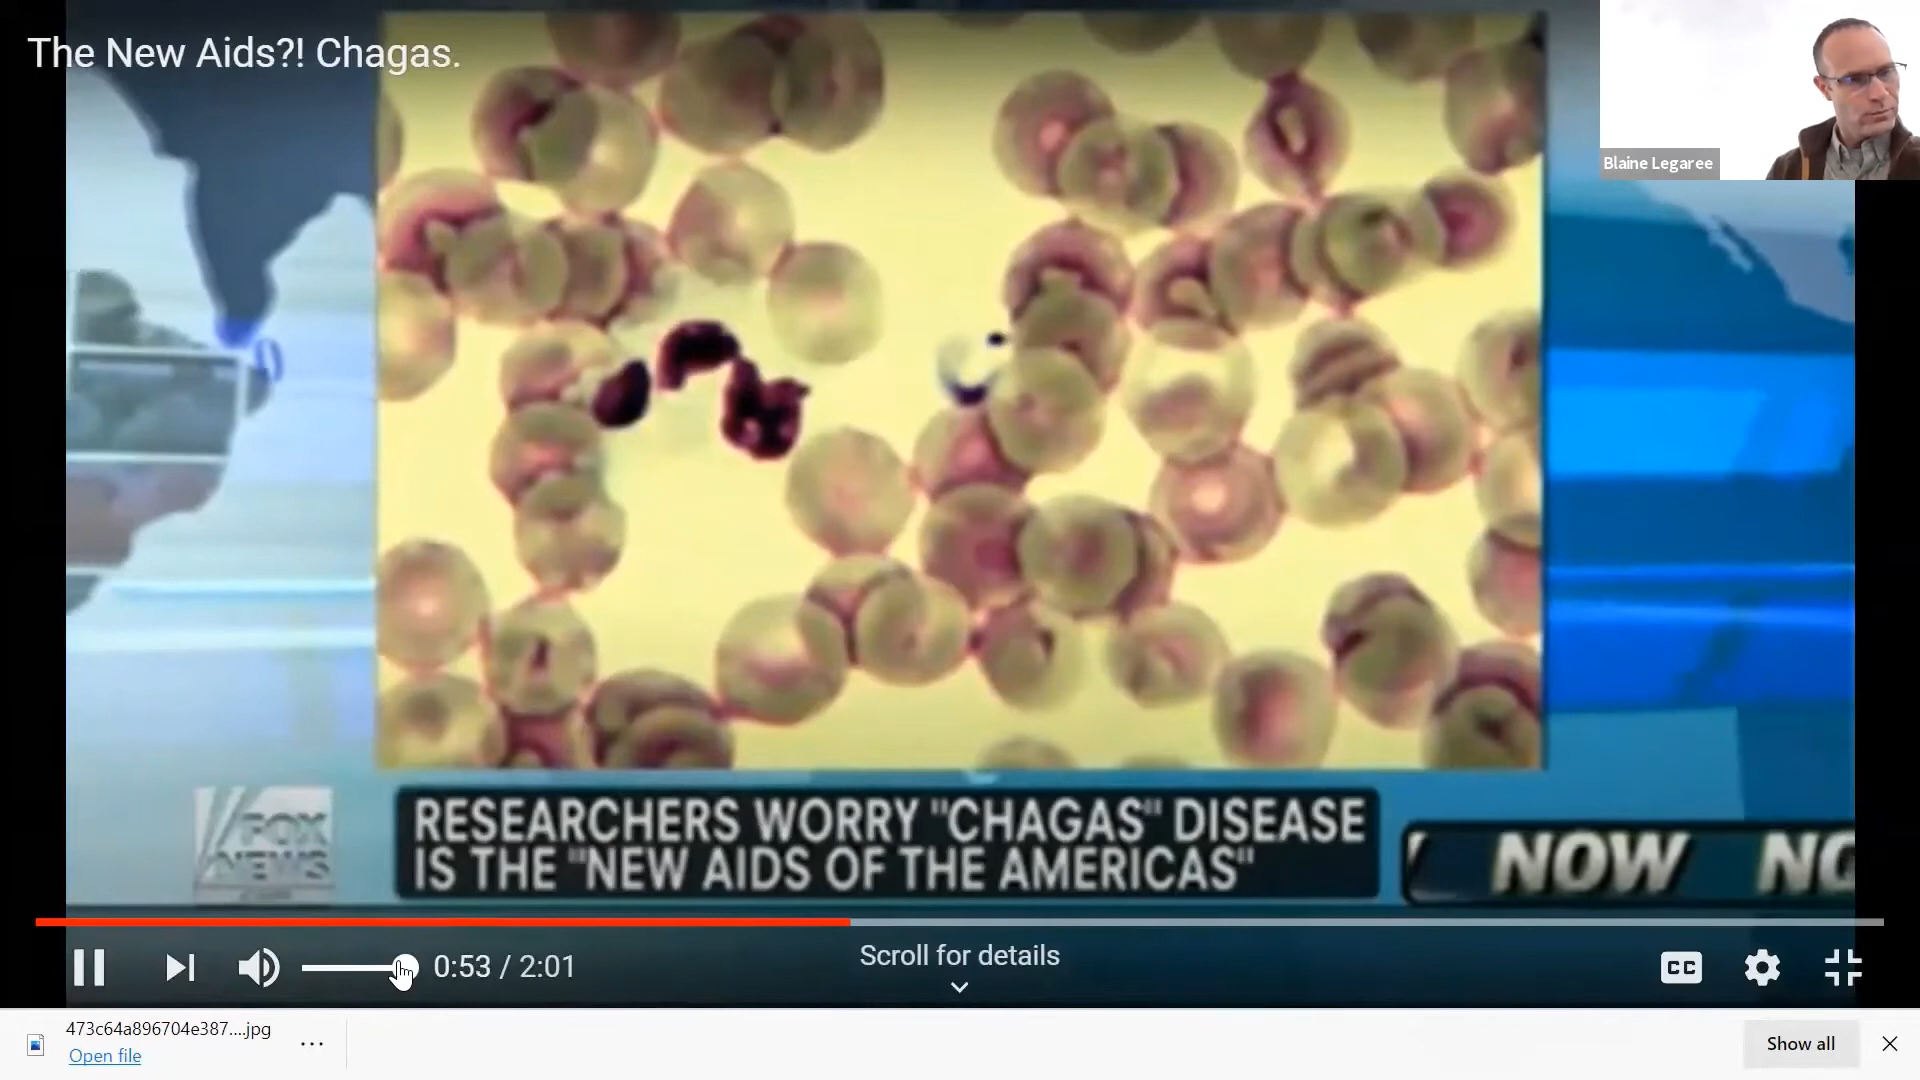 The New Aids?! Chagas.
Blaine Legaree
FOX
NEWS
RESEARCHERS WORRY "CHAGAS" DISEASE
IS THE "NEW AIDS OF THE AMERICAS"
NOW
0:53 / 2:01
Scroll for details
CC
473c64a896704e387....jpg
Open file
Show all